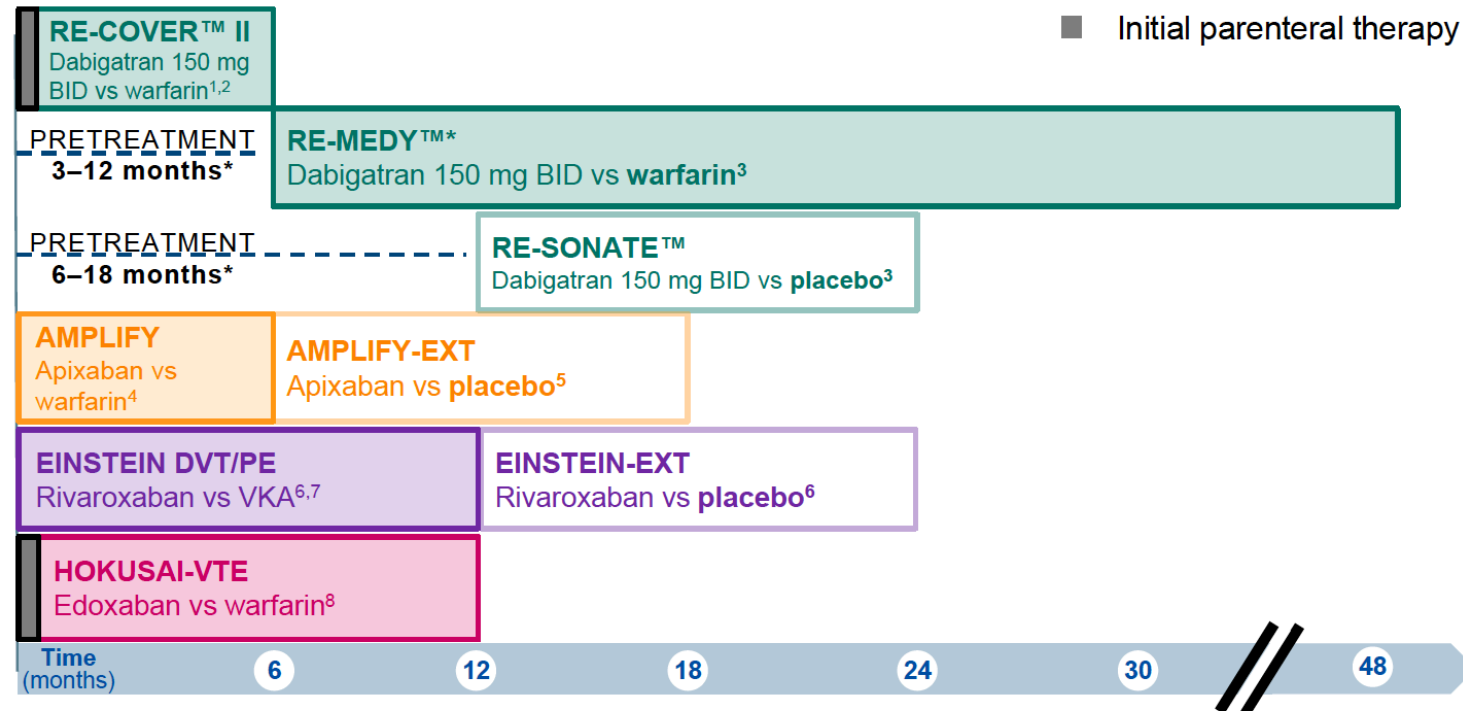 RE-COVER™ II
Dabigatran 150 mg
BID vs warfarin¹,²
Initial parenteral therapy
PRETREATMENT
3–12 months*
RE-MEDY™*
Dabigatran 150 mg BID vs warfarin³
PRETREATMENT
6–18 months*
RE-SONATE™
Dabigatran 150 mg BID vs placebo³
AMPLIFY
Apixaban vs
warfarin⁴
AMPLIFY-EXT
Apixaban vs placebo⁵
EINSTEIN DVT/PE
Rivaroxaban vs VKA⁶,⁷
EINSTEIN-EXT
Rivaroxaban vs placebo⁶
HOKUSAI-VTE
Edoxaban vs warfarin⁸
Time
(months)
6 12 18 24 30 48